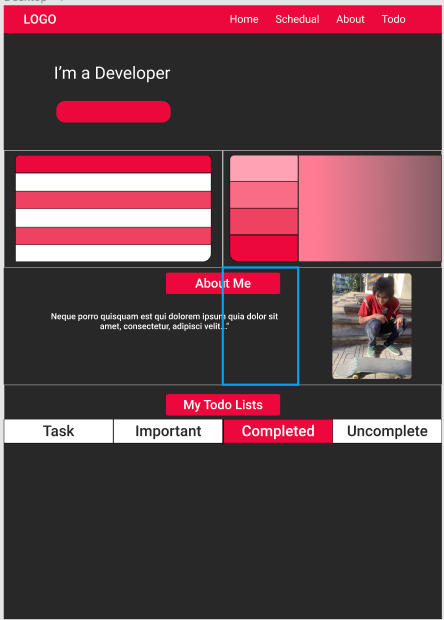 LOGO Home Schedual About Todo
I'm a Developer
About Me
Neque porro quisquam est qui dolorem ipsum quia dolor sit
amet, consectetur, adipisci velit..."
My Todo Lists
Task Important Completed Uncomplete